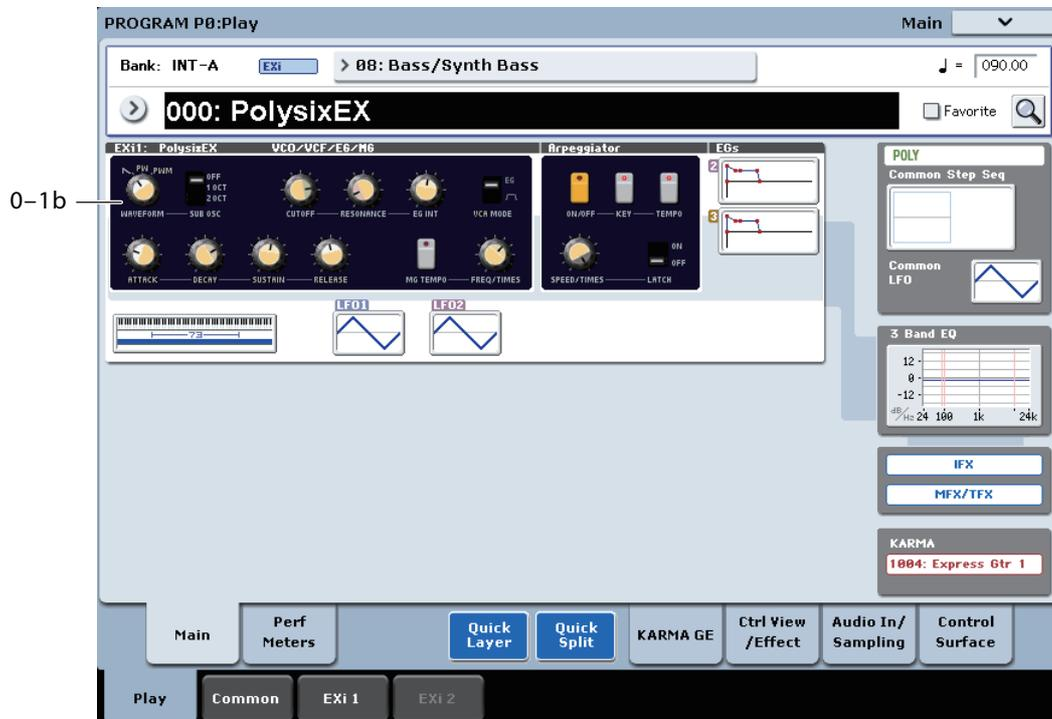 PROGRAM P0:Play Main
Bank: INT-A EXi > 08: Bass/Synth Bass ♩ = 090.00
000: PolysixEX Favorite
EXi1: PolysixEX VCO/VCF/EG/MG Arpeggiator EGs
PW PWM
OFF
1 OCT
2 OCT
EG
WAVEFORM SUB OSC CUTOFF RESONANCE EG INT VCA MODE
ON/OFF KEY TEMPO
2
3
0–1b
ON
OFF
ATTACK DECAY SUSTAIN RELEASE MG TEMPO FREQ/TIMES
SPEED/TIMES LATCH
LFO1 LFO2
73
POLY
Common Step Seq
Common
LFO
3 Band EQ
12
0
-12
dB/Hz 24 100 1k 24k
IFX
MFX/TFX
KARMA
1004: Express Gtr 1
Main
Perf
Meters
Quick
Layer
Quick
Split
KARMA GE
Ctrl View
/Effect
Audio In/
Sampling
Control
Surface
Play Common EXi 1 EXi 2